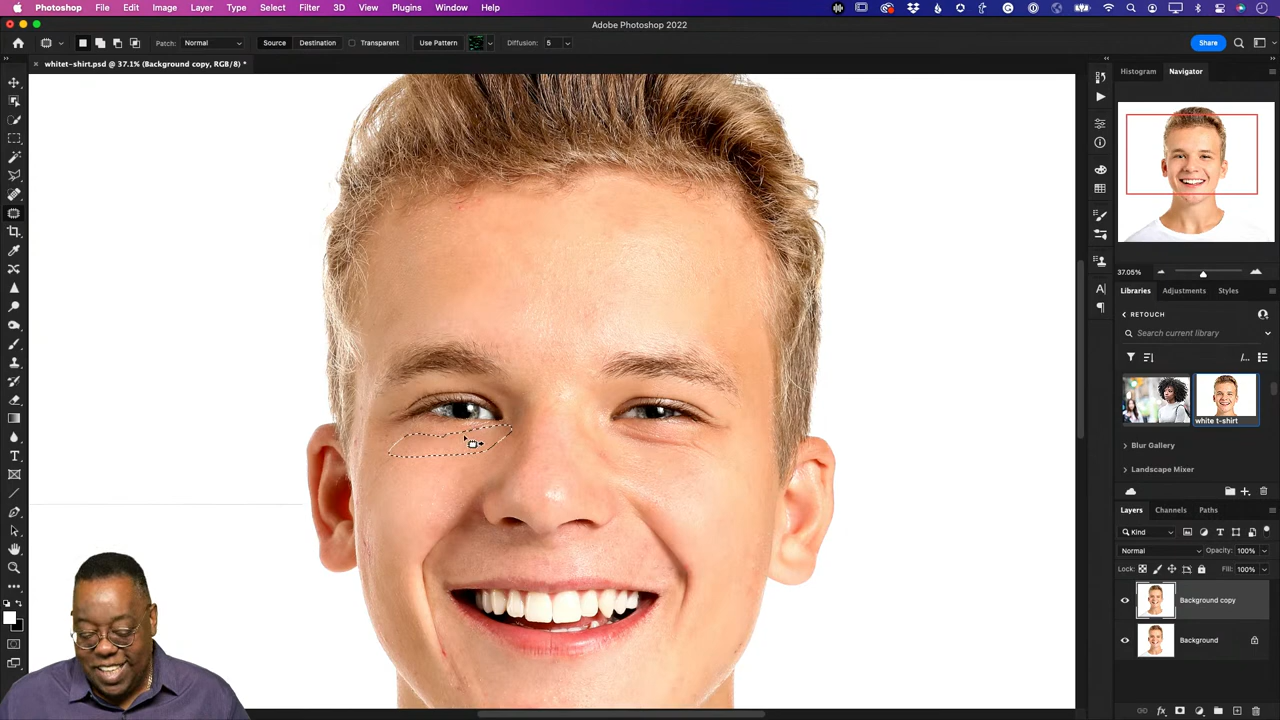 Photoshop File Edit Image Layer Type Select Filter 3D View Plugins Window Help
Adobe Photoshop 2022
Patch: Normal Source Destination Transparent Use Pattern Diffusion: 5 Share
whitet-shirt.psd @ 37.1% (Background copy, RGB/8) *
Histogram Navigator
37.05%
Libraries Adjustments Styles
RETOUCH
Search current library
white t-shirt
Blur Gallery
Landscape Mixer
Layers Channels Paths
Kind
Normal Opacity: 100%
Lock: Fill: 100%
Background copy
Background